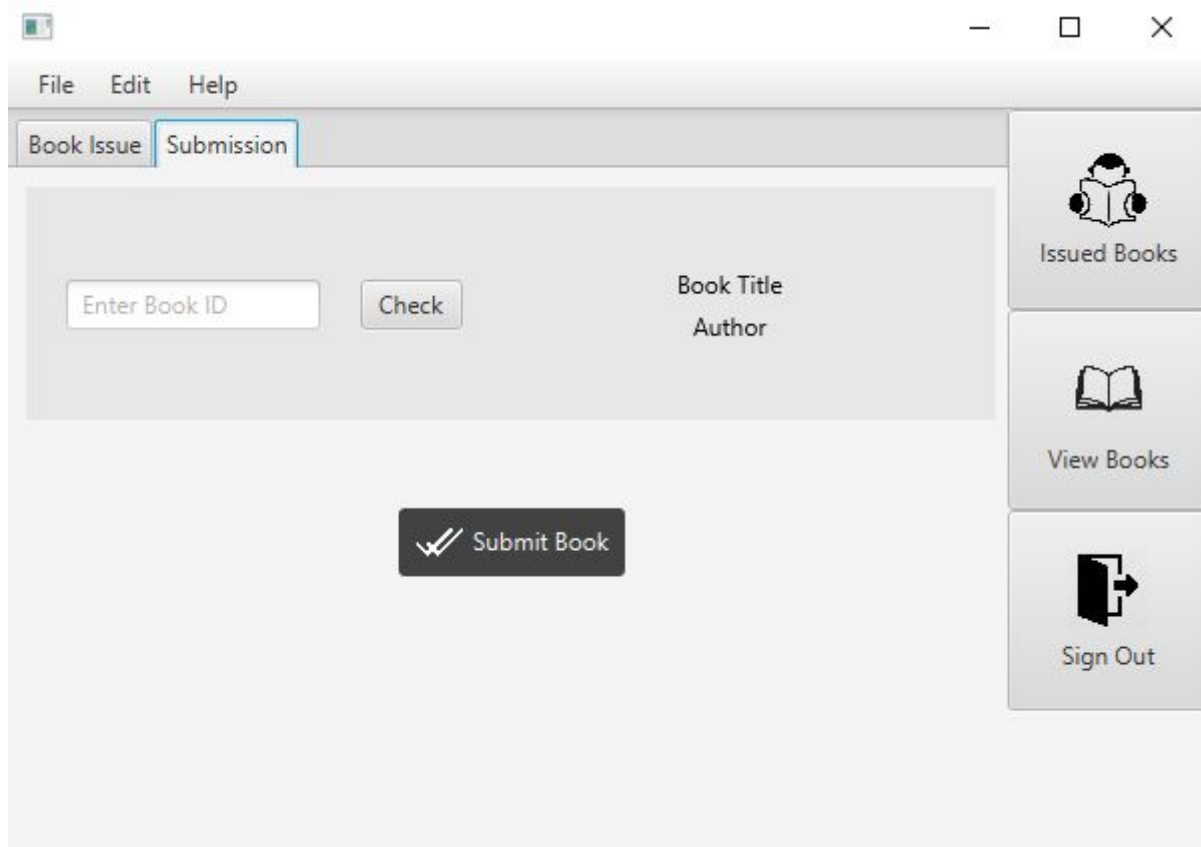 File Edit Help
Book Issue Submission
Enter Book ID
Check
Book Title
Author
Submit Book
Issued Books
View Books
Sign Out